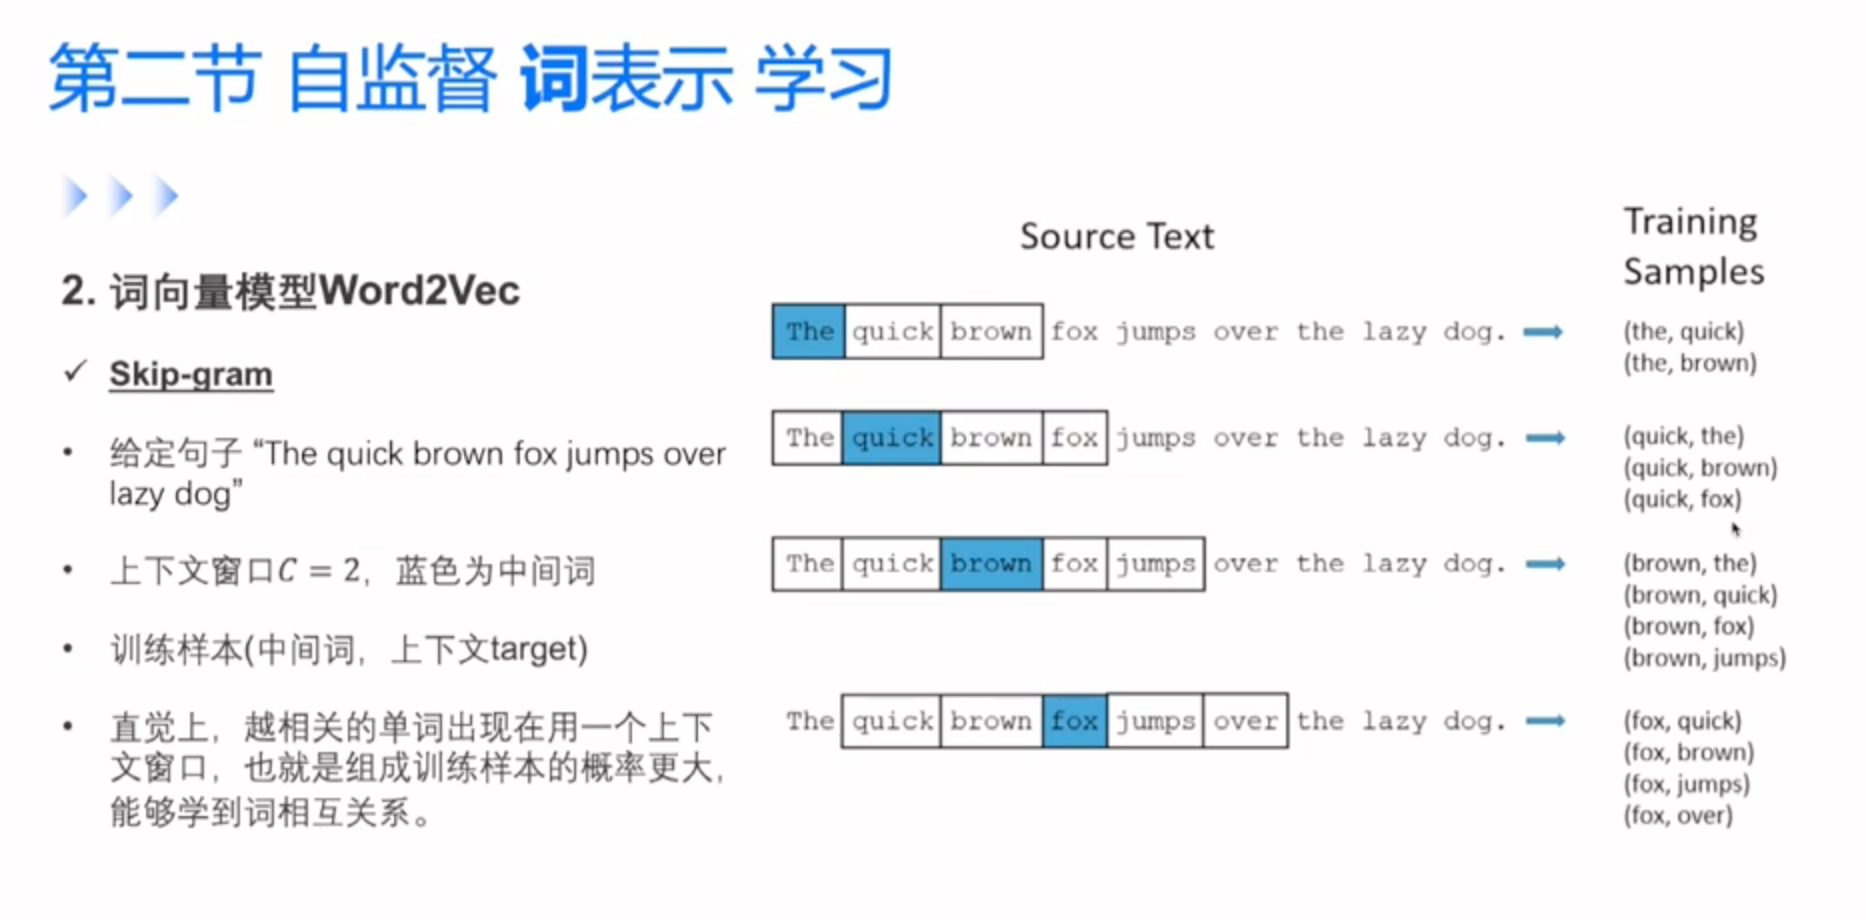 第二节 自监督 词表示 学习
2. 词向量模型Word2Vec
✓ Skip-gram
• 给定句子 “The quick brown fox jumps over
lazy dog”
• 上下文窗口C = 2，蓝色为中间词
• 训练样本(中间词，上下文target)
• 直觉上，越相关的单词出现在用一个上下
文窗口，也就是组成训练样本的概率更大，
能够学到词相互关系。
Source Text
Training
Samples
The quick brown fox jumps over the lazy dog.
(the, quick)
(the, brown)
The quick brown fox jumps over the lazy dog.
(quick, the)
(quick, brown)
(quick, fox)
The quick brown fox jumps over the lazy dog.
(brown, the)
(brown, quick)
(brown, fox)
(brown, jumps)
The quick brown fox jumps over the lazy dog.
(fox, quick)
(fox, brown)
(fox, jumps)
(fox, over)